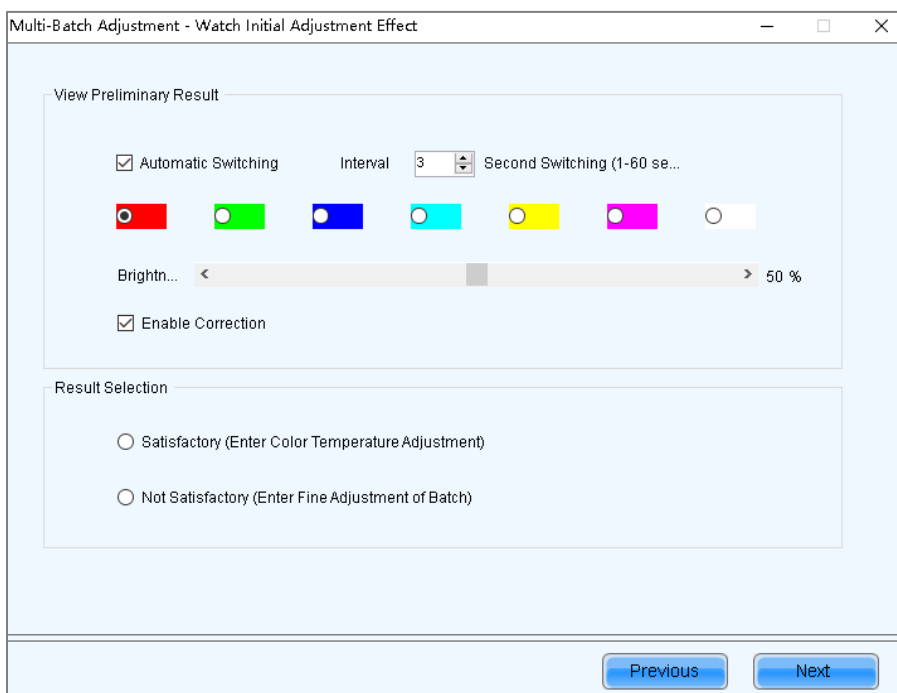 Multi-Batch Adjustment - Watch Initial Adjustment Effect
View Preliminary Result
Automatic Switching Interval 3 Second Switching (1-60 se...
Brightn... 50 %
Enable Correction
Result Selection
Satisfactory (Enter Color Temperature Adjustment)
Not Satisfactory (Enter Fine Adjustment of Batch)
Previous Next